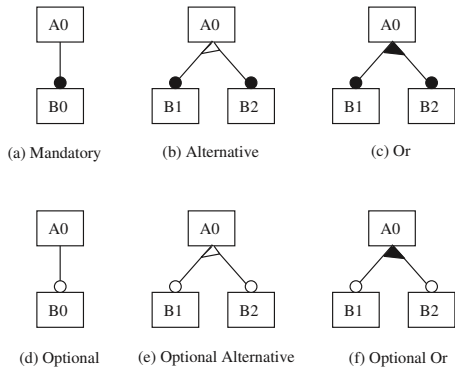 A0 A0 A0
B0 B1 B2 B1 B2
(a) Mandatory (b) Alternative (c) Or
A0 A0 A0
B0 B1 B2 B1 B2
(d) Optional (e) Optional Alternative (f) Optional Or